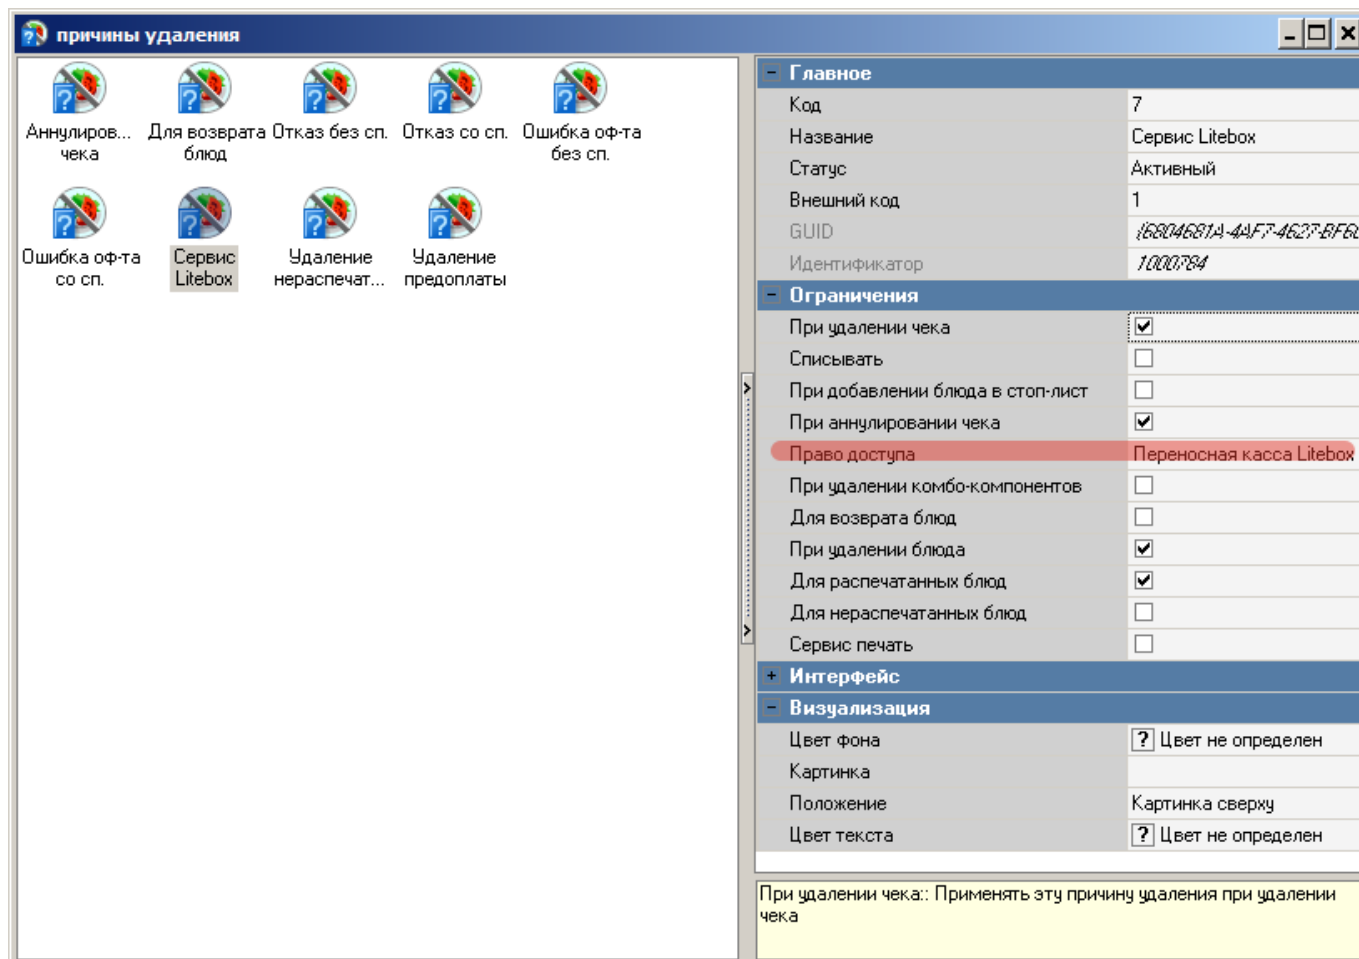 причины удаления
Аннулиров...
чека
Для возврата
блюд
Отказ без сп.
Отказ со сп.
Ошибка оф-та
без сп.
Ошибка оф-та
со сп.
Сервис
Litebox
Удаление
нераспечат...
Удаление
предоплаты
Главное
Код 7
Название Сервис Litebox
Статус Активный
Внешний код 1
GUID {6804681A-4AF7-4627-BF6
Идентификатор 1000784
Ограничения
При удалении чека
Списывать
При добавлении блюда в стоп-лист
При аннулировании чека
Право доступа Переносная касса Litebox
При удалении комбо-компонентов
Для возврата блюд
При удалении блюда
Для распечатанных блюд
Для нераспечатанных блюд
Сервис печать
Интерфейс
Визуализация
Цвет фона ? Цвет не определен
Картинка
Положение Картинка сверху
Цвет текста ? Цвет не определен
При удалении чека:: Применять эту причину удаления при удалении
чека